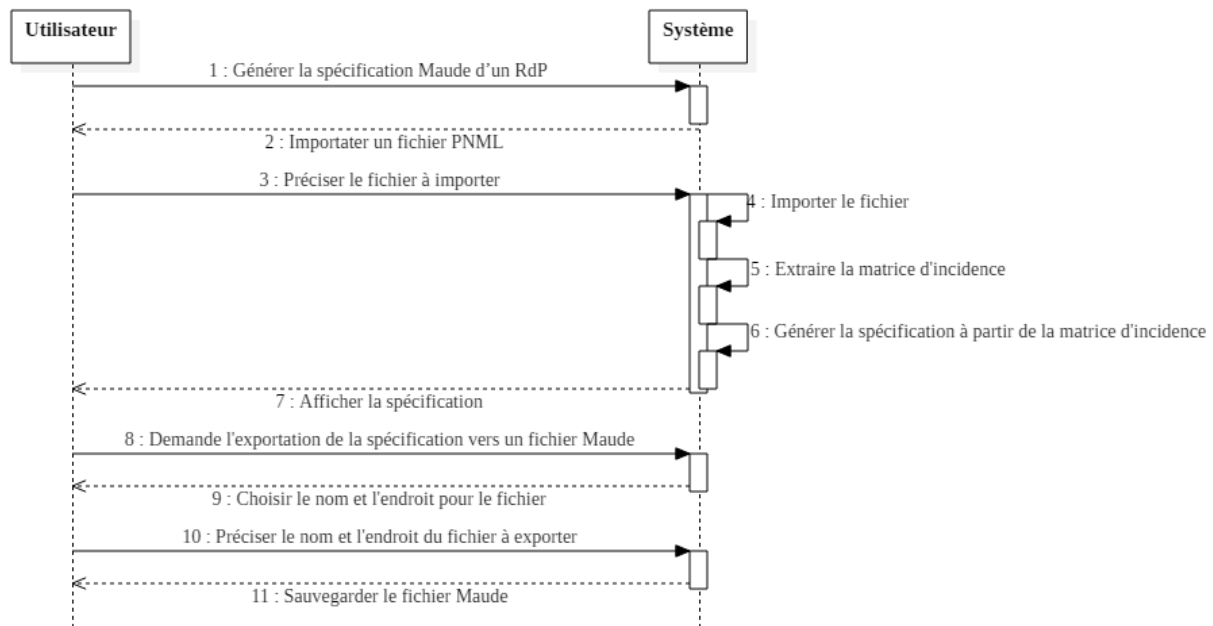 Utilisateur
Système
1 : Générer la spécification Maude d’un RdP
2 : Importater un fichier PNML
3 : Préciser le fichier à importer
4 : Importer le fichier
5 : Extraire la matrice d'incidence
6 : Générer la spécification à partir de la matrice d'incidence
7 : Afficher la spécification
8 : Demande l'exportation de la spécification vers un fichier Maude
9 : Choisir le nom et l'endroit pour le fichier
10 : Préciser le nom et l'endroit du fichier à exporter
11 : Sauvegarder le fichier Maude